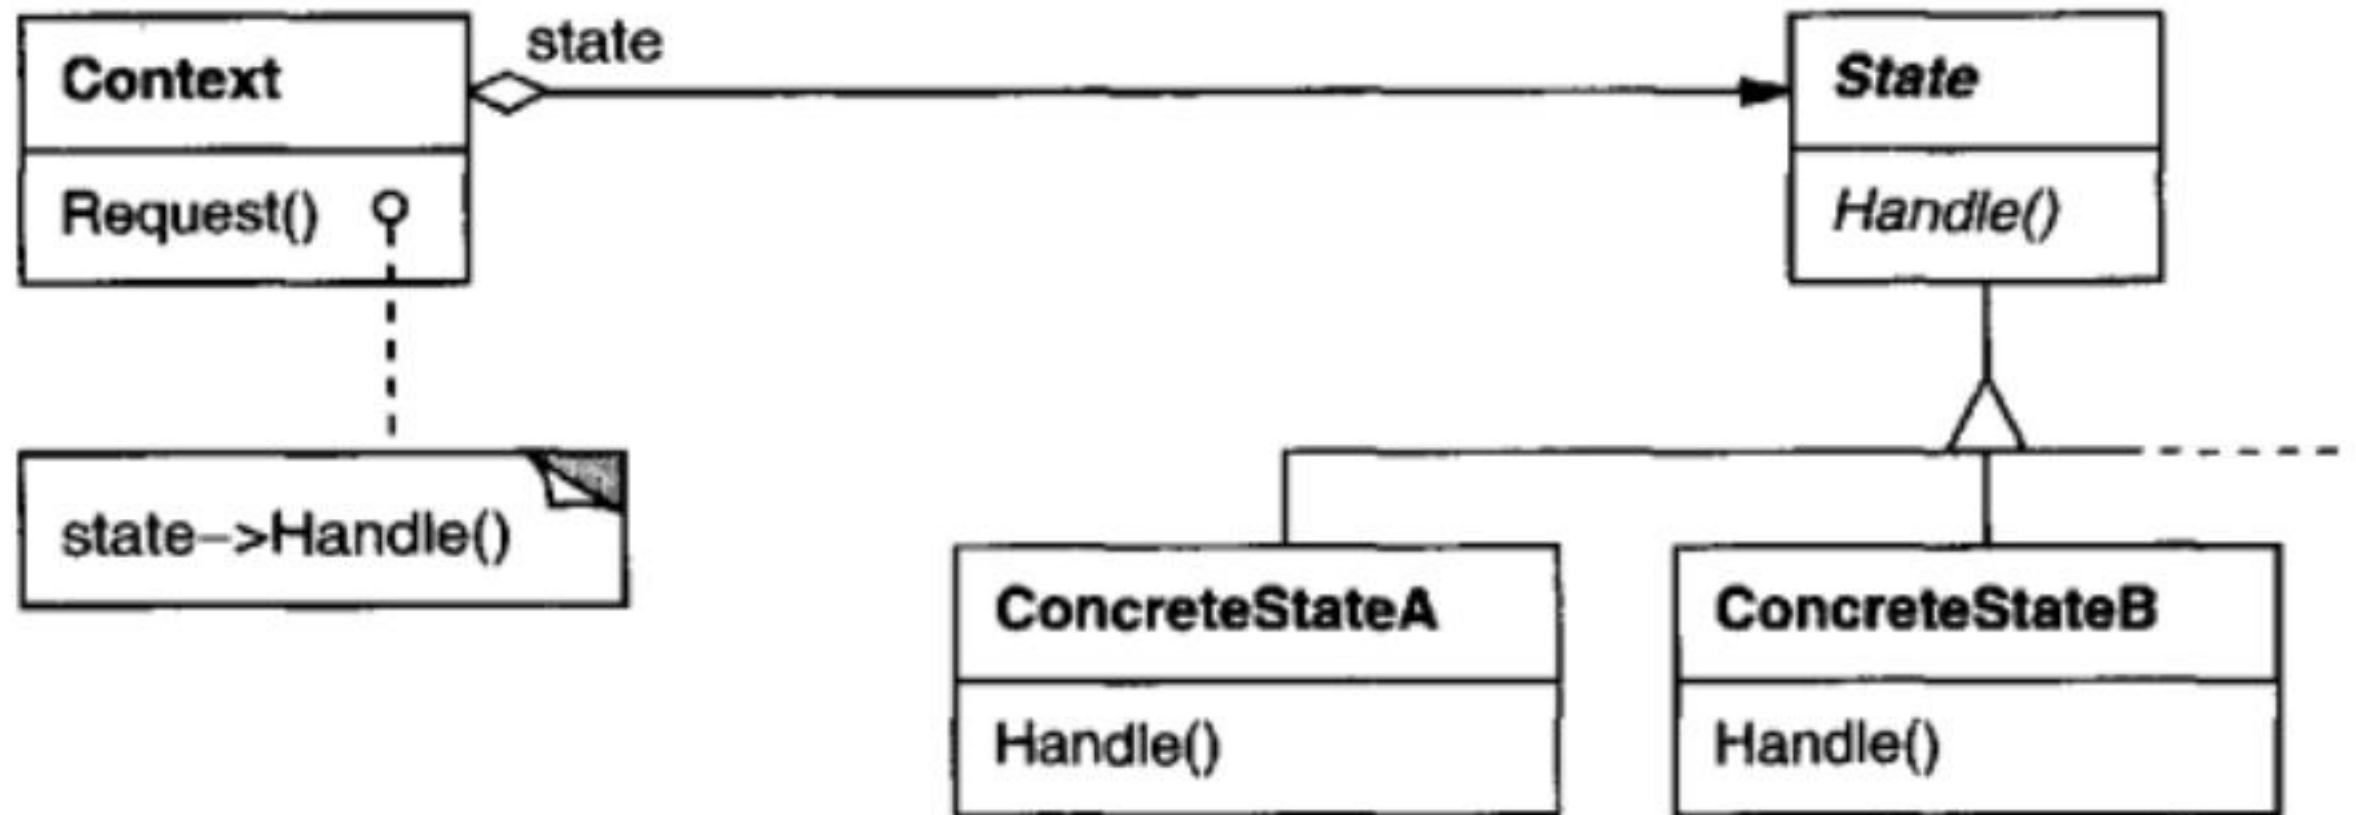 Context
Request()
state
State
Handle()
state–>Handle()
ConcreteStateA
Handle()
ConcreteStateB
Handle()